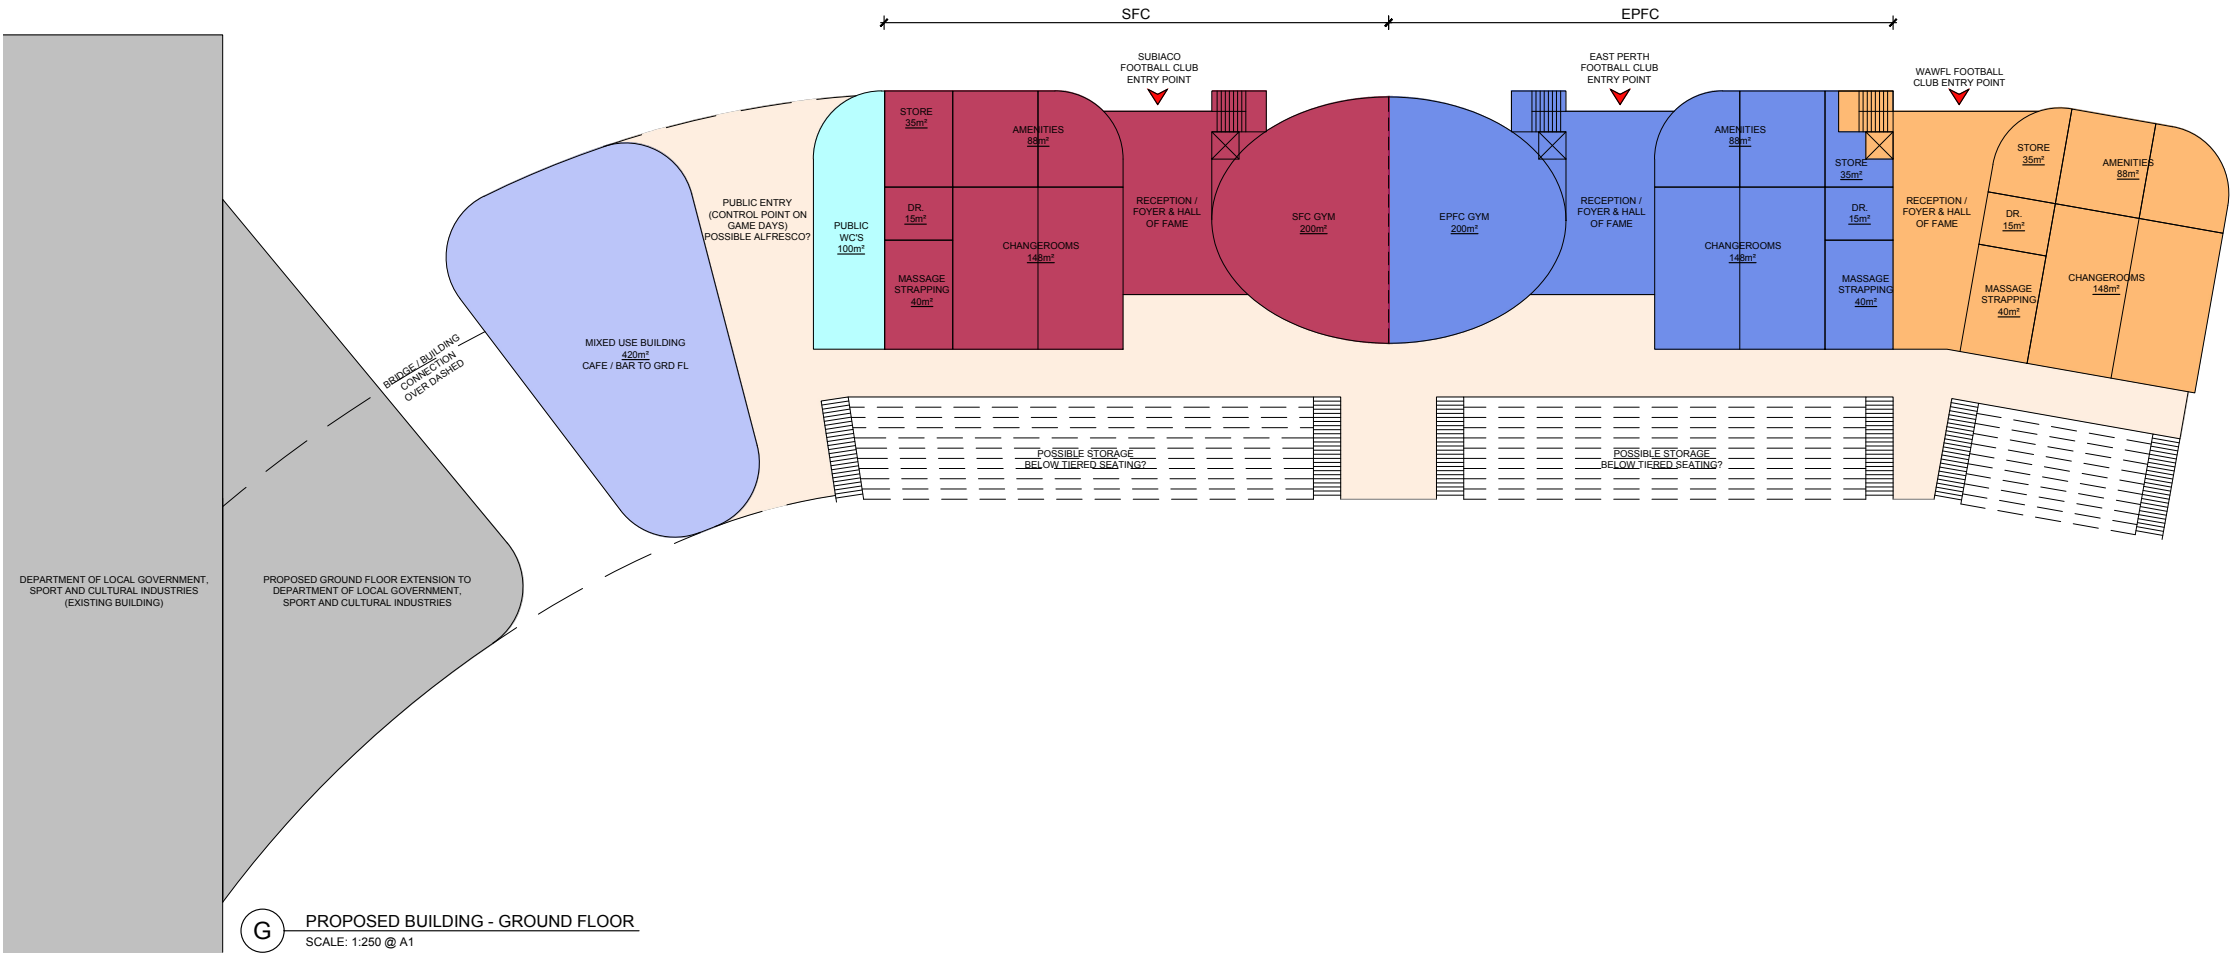 SFC
EPFC
SUBIACO
FOOTBALL CLUB
ENTRY POINT
EAST PERTH
FOOTBALL CLUB
ENTRY POINT
WAWFL FOOTBALL
CLUB ENTRY POINT
STORE
35m²
AMENITIES
88m²
DR.
15m²
CHANGEROOMS
148m²
MASSAGE
STRAPPING
40m²
PUBLIC
WC'S
100m²
PUBLIC ENTRY
(CONTROL POINT ON
GAME DAYS)
POSSIBLE ALFRESCO?
RECEPTION /
FOYER & HALL
OF FAME
SFC GYM
200m²
EPFC GYM
200m²
RECEPTION /
FOYER & HALL
OF FAME
AMENITIES
88m²
STORE
35m²
DR.
15m²
CHANGEROOMS
148m²
MASSAGE
STRAPPING
40m²
RECEPTION /
FOYER & HALL
OF FAME
STORE
35m²
AMENITIES
88m²
DR.
15m²
CHANGEROOMS
148m²
MASSAGE
STRAPPING
40m²
MIXED USE BUILDING
420m²
CAFE / BAR TO GRD FL
BRIDGE / BUILDING
CONNECTION
OVER DASHED
POSSIBLE STORAGE
BELOW TIERED SEATING?
POSSIBLE STORAGE
BELOW TIERED SEATING?
DEPARTMENT OF LOCAL GOVERNMENT,
SPORT AND CULTURAL INDUSTRIES
(EXISTING BUILDING)
PROPOSED GROUND FLOOR EXTENSION TO
DEPARTMENT OF LOCAL GOVERNMENT,
SPORT AND CULTURAL INDUSTRIES
G
PROPOSED BUILDING - GROUND FLOOR
SCALE: 1:250 @ A1